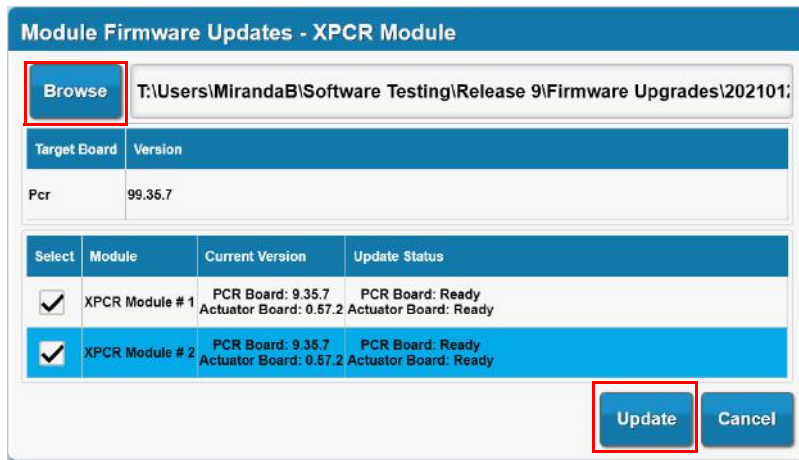 Module Firmware Updates - XPCR Module
Browse T:\Users\MirandaB\Software Testing\Release 9\Firmware Upgrades\202101
Target Board Version
Pcr 99.35.7
Select Module Current Version Update Status
XPCR Module # 1 PCR Board: 9.35.7 PCR Board: Ready
Actuator Board: 0.57.2 Actuator Board: Ready
XPCR Module # 2 PCR Board: 9.35.7 PCR Board: Ready
Actuator Board: 0.57.2 Actuator Board: Ready
Update Cancel